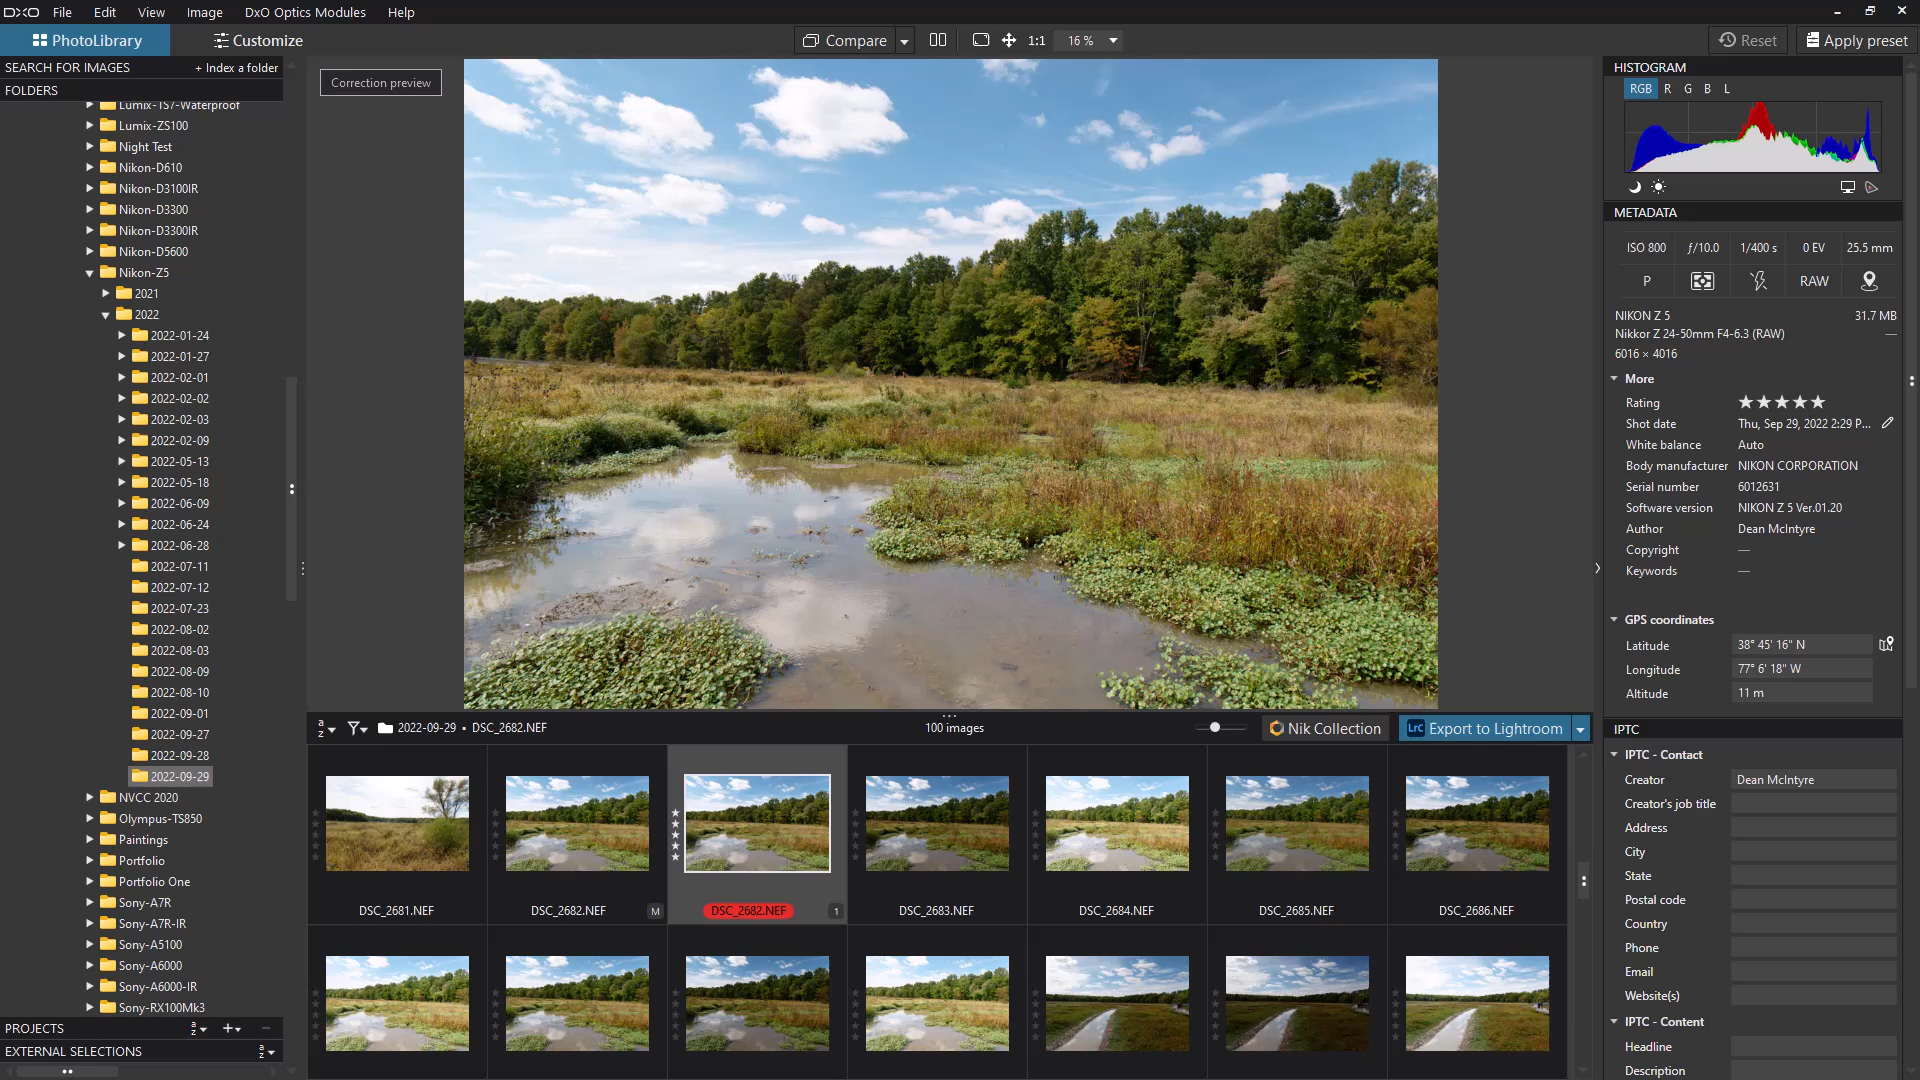 DXO File Edit View Image DxO Optics Modules Help
PhotoLibrary Customize Compare 1:1 16 % Reset Apply preset
SEARCH FOR IMAGES + Index a folder
FOLDERS
Lumix-TS7-Waterproof
Lumix-ZS100
Night Test
Nikon-D610
Nikon-D3100IR
Nikon-D3300
Nikon-D3300IR
Nikon-D5600
Nikon-Z5
2021
2022
2022-01-24
2022-01-27
2022-02-01
2022-02-02
2022-02-03
2022-02-09
2022-05-13
2022-05-18
2022-06-09
2022-06-24
2022-06-28
2022-07-11
2022-07-12
2022-07-23
2022-08-02
2022-08-03
2022-08-09
2022-08-10
2022-09-01
2022-09-27
2022-09-28
2022-09-29
NVCC 2020
Olympus-TS850
Paintings
Portfolio
Portfolio One
Sony-A7R
Sony-A7R-IR
Sony-A5100
Sony-A6000
Sony-A6000-IR
Sony-RX100Mk3
PROJECTS
EXTERNAL SELECTIONS
Correction preview
2022-09-29 • DSC_2682.NEF 100 images Nik Collection LrC Export to Lightroom
DSC_2681.NEF DSC_2682.NEF M DSC_2682.NEF 1 DSC_2683.NEF DSC_2684.NEF DSC_2685.NEF DSC_2686.NEF
HISTOGRAM
RGB R G B L
METADATA
ISO 800 ƒ/10.0 1/400 s 0 EV 25.5 mm
P RAW
NIKON Z 5 31.7 MB
Nikkor Z 24-50mm F4-6.3 (RAW) —
6016 × 4016
More
Rating
Shot date Thu, Sep 29, 2022 2:29 P...
White balance Auto
Body manufacturer NIKON CORPORATION
Serial number 6012631
Software version NIKON Z 5 Ver.01.20
Author Dean McIntyre
Copyright —
Keywords —
GPS coordinates
Latitude 38° 45' 16" N
Longitude 77° 6' 18" W
Altitude 11 m
IPTC
IPTC - Contact
Creator Dean McIntyre
Creator's job title
Address
City
State
Postal code
Country
Phone
Email
Website(s)
IPTC - Content
Headline
Description